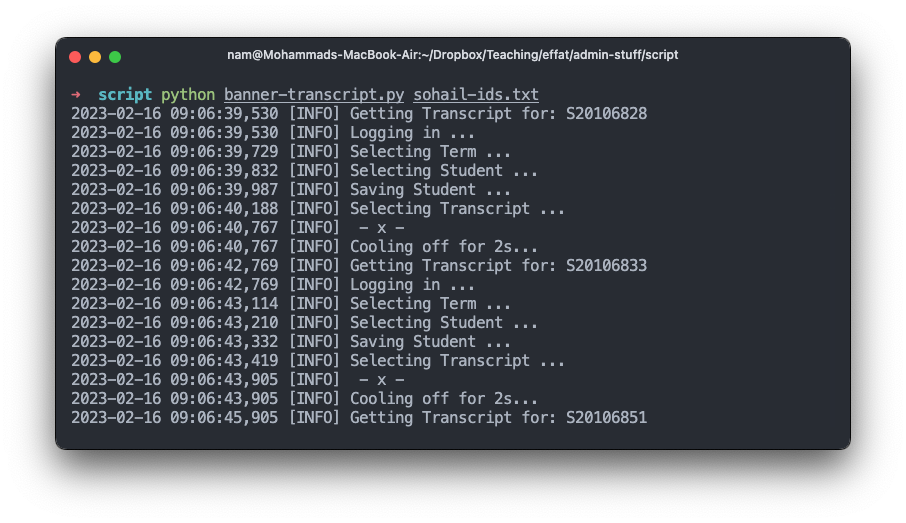 nam@Mohammads-MacBook-Air:~/Dropbox/Teaching/effat/admin-stuff/script
➜ script python banner-transcript.py sohail-ids.txt
2023-02-16 09:06:39,530 [INFO] Getting Transcript for: S20106828
2023-02-16 09:06:39,530 [INFO] Logging in ...
2023-02-16 09:06:39,729 [INFO] Selecting Term ...
2023-02-16 09:06:39,832 [INFO] Selecting Student ...
2023-02-16 09:06:39,987 [INFO] Saving Student ...
2023-02-16 09:06:40,188 [INFO] Selecting Transcript ...
2023-02-16 09:06:40,767 [INFO]  - x -
2023-02-16 09:06:40,767 [INFO] Cooling off for 2s...
2023-02-16 09:06:42,769 [INFO] Getting Transcript for: S20106833
2023-02-16 09:06:42,769 [INFO] Logging in ...
2023-02-16 09:06:43,114 [INFO] Selecting Term ...
2023-02-16 09:06:43,210 [INFO] Selecting Student ...
2023-02-16 09:06:43,332 [INFO] Saving Student ...
2023-02-16 09:06:43,419 [INFO] Selecting Transcript ...
2023-02-16 09:06:43,905 [INFO]  - x -
2023-02-16 09:06:43,905 [INFO] Cooling off for 2s...
2023-02-16 09:06:45,905 [INFO] Getting Transcript for: S20106851